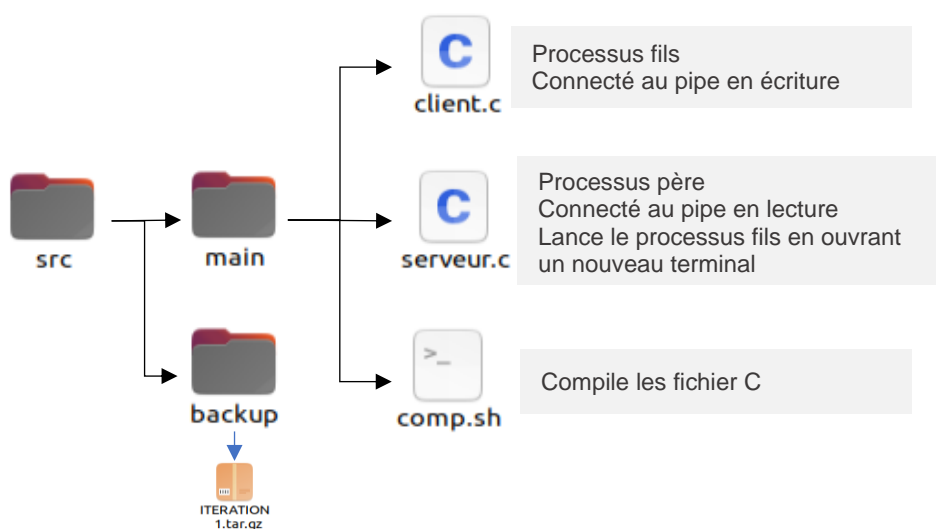 Processus fils
Connecté au pipe en écriture
client.c
Processus père
Connecté au pipe en lecture
Lance le processus fils en ouvrant
un nouveau terminal
src
main
serveur.c
>_
Compile les fichier C
backup
comp.sh
ITERATION
1.tar.gz